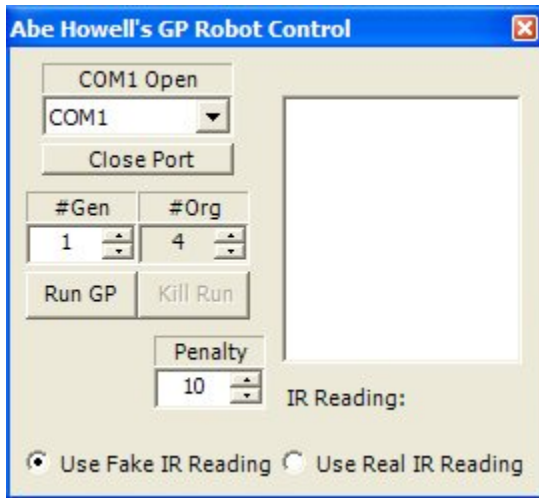 Abe Howell's GP Robot Control
COM1 Open
COM1
Close Port
#Gen #Org
1 4
Run GP Kill Run
Penalty
10
IR Reading:
Use Fake IR Reading Use Real IR Reading